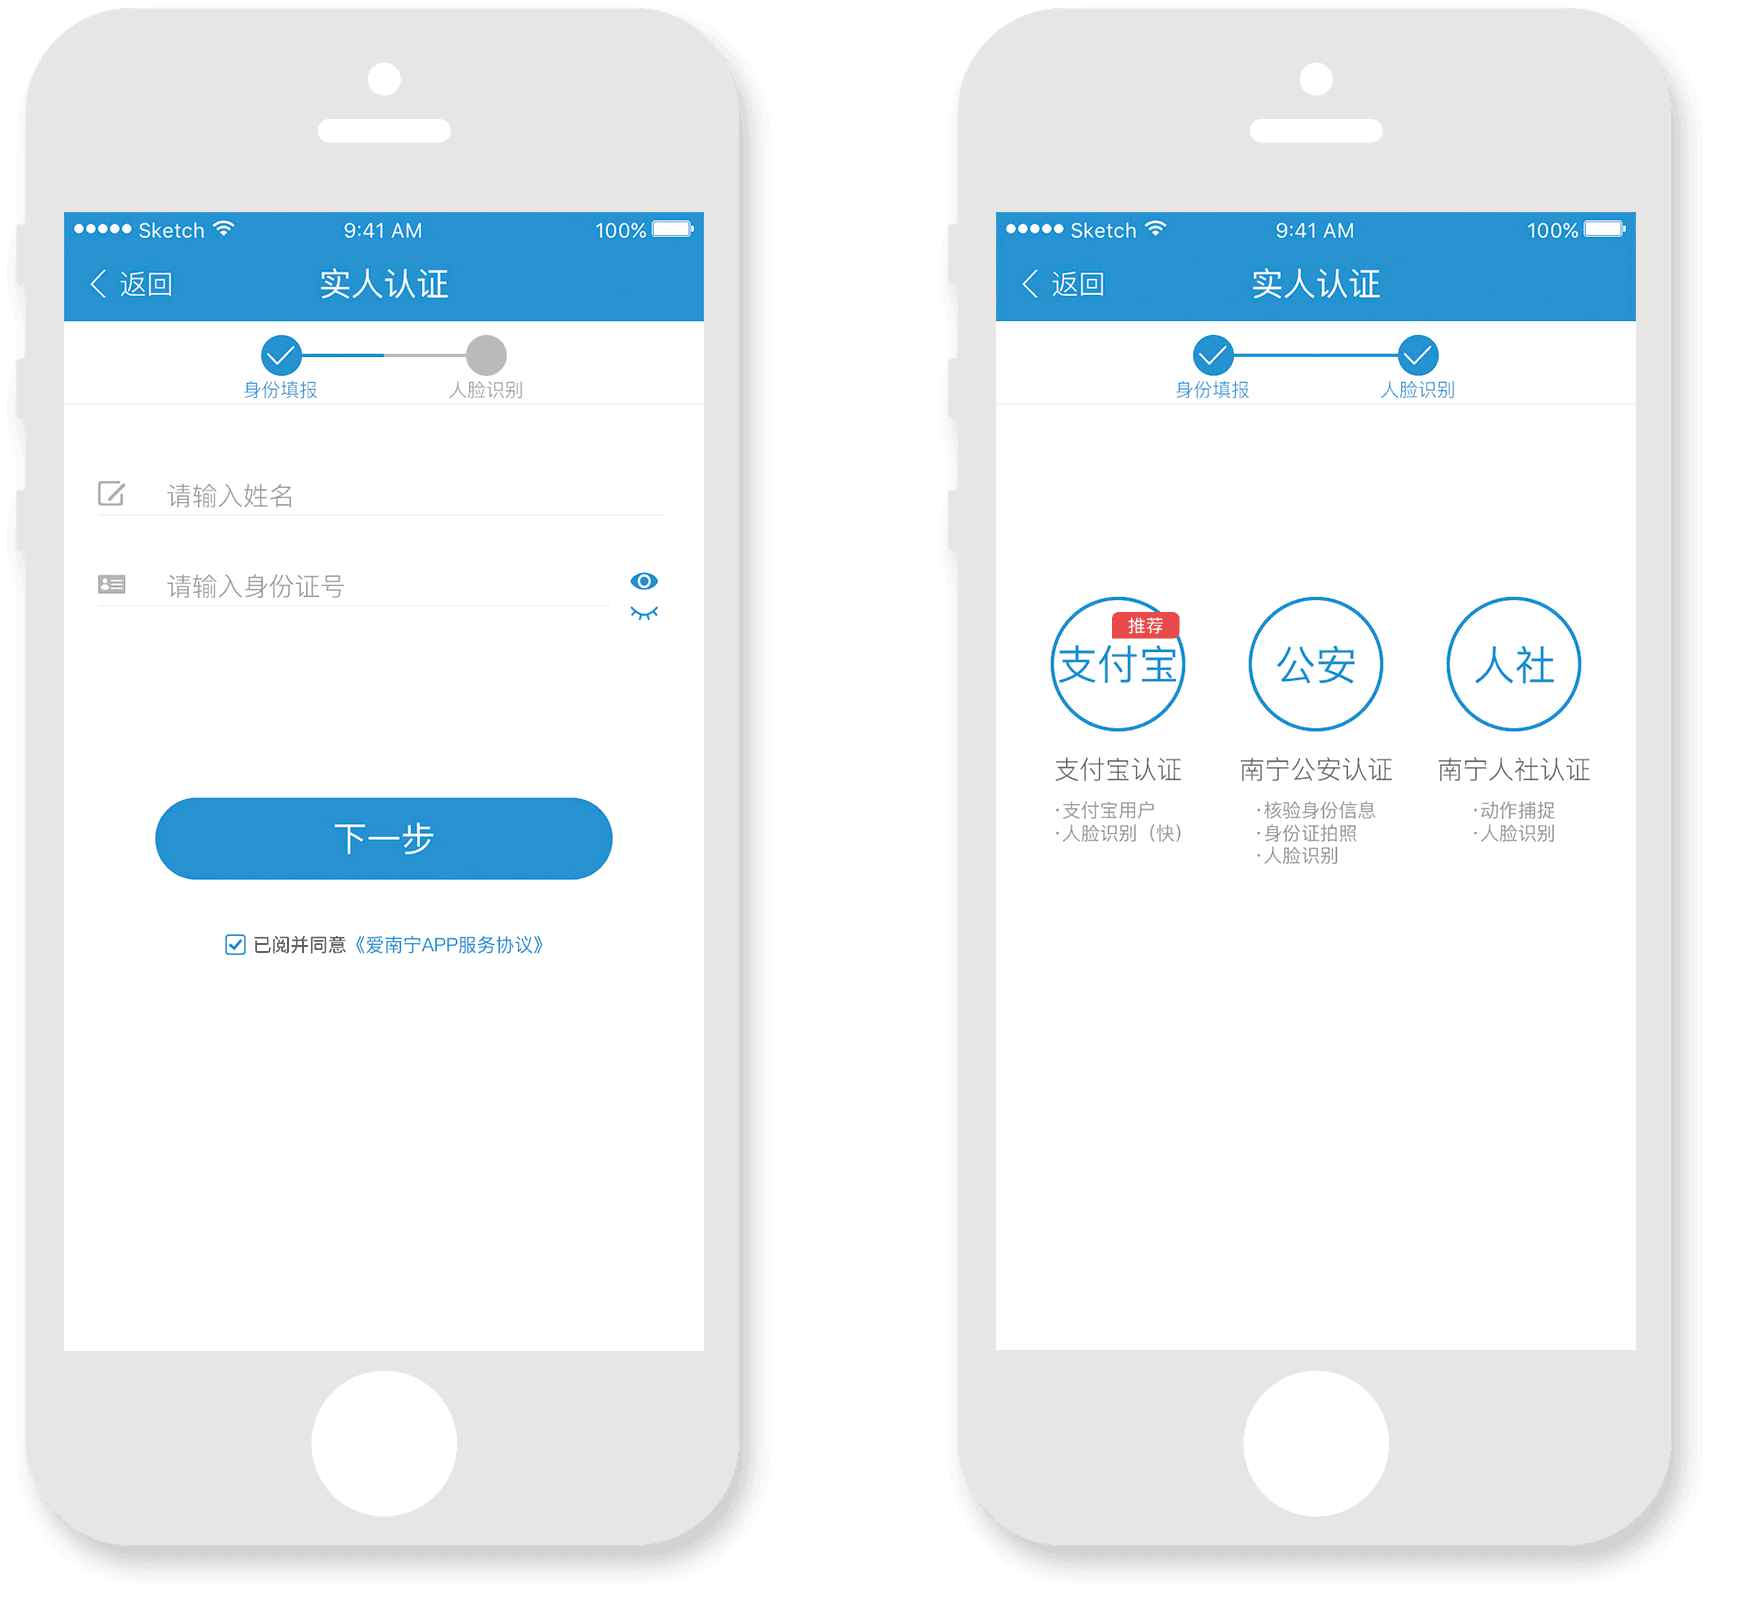 Sketch 9:41 AM 100%
返回 实人认证
身份填报 人脸识别
请输入姓名
请输入身份证号
下一步
已阅并同意《爱南宁APP服务协议》
Sketch 9:41 AM 100%
返回 实人认证
身份填报 人脸识别
推荐
支付宝 公安 人社
支付宝认证 南宁公安认证 南宁人社认证
·支付宝用户 ·核验身份信息 ·动作捕捉
·人脸识别（快） ·身份证拍照 ·人脸识别
·人脸识别